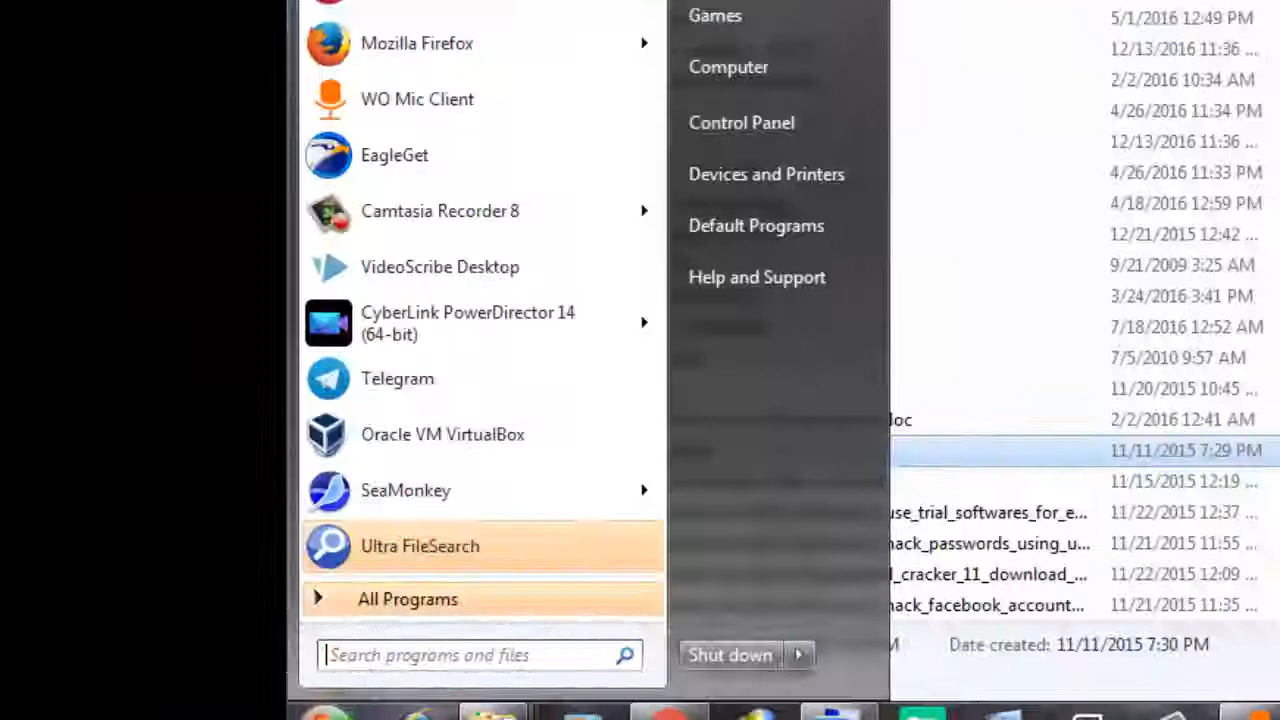 Mozilla Firefox
WO Mic Client
EagleGet
Camtasia Recorder 8
VideoScribe Desktop
CyberLink PowerDirector 14
(64-bit)
Telegram
Oracle VM VirtualBox
SeaMonkey
Ultra FileSearch
All Programs
Search programs and files
Games
Computer
Control Panel
Devices and Printers
Default Programs
Help and Support
Shut down
5/1/2016 12:49 PM
12/13/2016 11:36 ...
2/2/2016 10:34 AM
4/26/2016 11:34 PM
12/13/2016 11:36 ...
4/26/2016 11:33 PM
4/18/2016 12:59 PM
12/21/2015 12:42 ...
9/21/2009 3:25 AM
3/24/2016 3:41 PM
7/18/2016 12:52 AM
7/5/2010 9:57 AM
11/20/2015 10:45 ...
loc 2/2/2016 12:41 AM
11/11/2015 7:29 PM
11/15/2015 12:19 ...
use_trial_softwares_for_e... 11/22/2015 12:37 ...
hack_passwords_using_u... 11/21/2015 11:55 ...
l_cracker_11_download_... 11/22/2015 12:09 ...
hack_facebook_account... 11/21/2015 11:35 ...
M Date created: 11/11/2015 7:30 PM